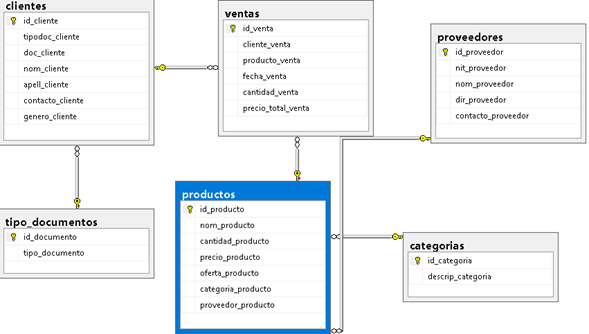 clientes
id_cliente
tipodoc_cliente
doc_cliente
nom_cliente
apell_cliente
contacto_cliente
genero_cliente
ventas
id_venta
cliente_venta
producto_venta
fecha_venta
cantidad_venta
precio_total_venta
proveedores
id_proveedor
nit_proveedor
nom_proveedor
dir_proveedor
contacto_proveedor
tipo_documentos
id_documento
tipo_documento
productos
id_producto
nom_producto
cantidad_producto
precio_producto
oferta_producto
categoria_producto
proveedor_producto
categorias
id_categoria
descrip_categoria